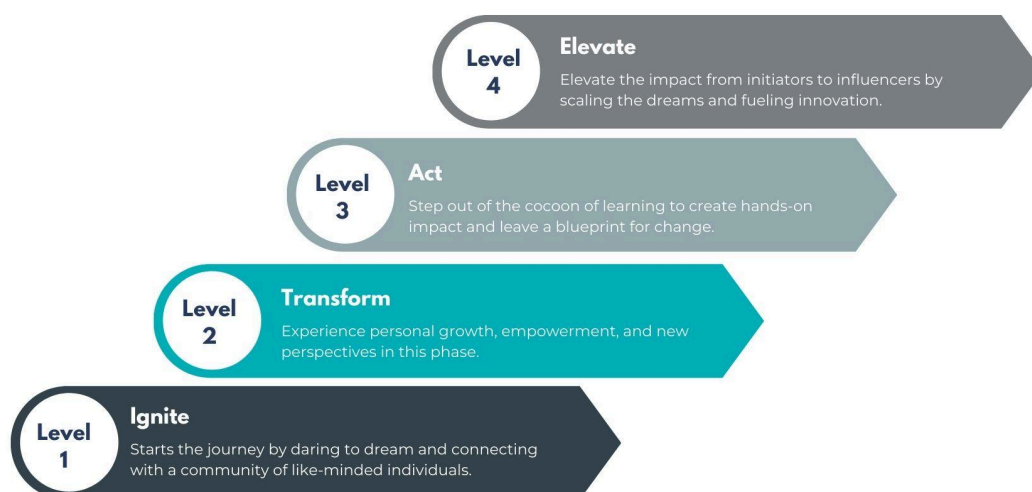 Level
4
Elevate
Elevate the impact from initiators to influencers by
scaling the dreams and fueling innovation.
Level
3
Act
Step out of the cocoon of learning to create hands-on
impact and leave a blueprint for change.
Level
2
Transform
Experience personal growth, empowerment, and new
perspectives in this phase.
Level
1
Ignite
Starts the journey by daring to dream and connecting
with a community of like-minded individuals.